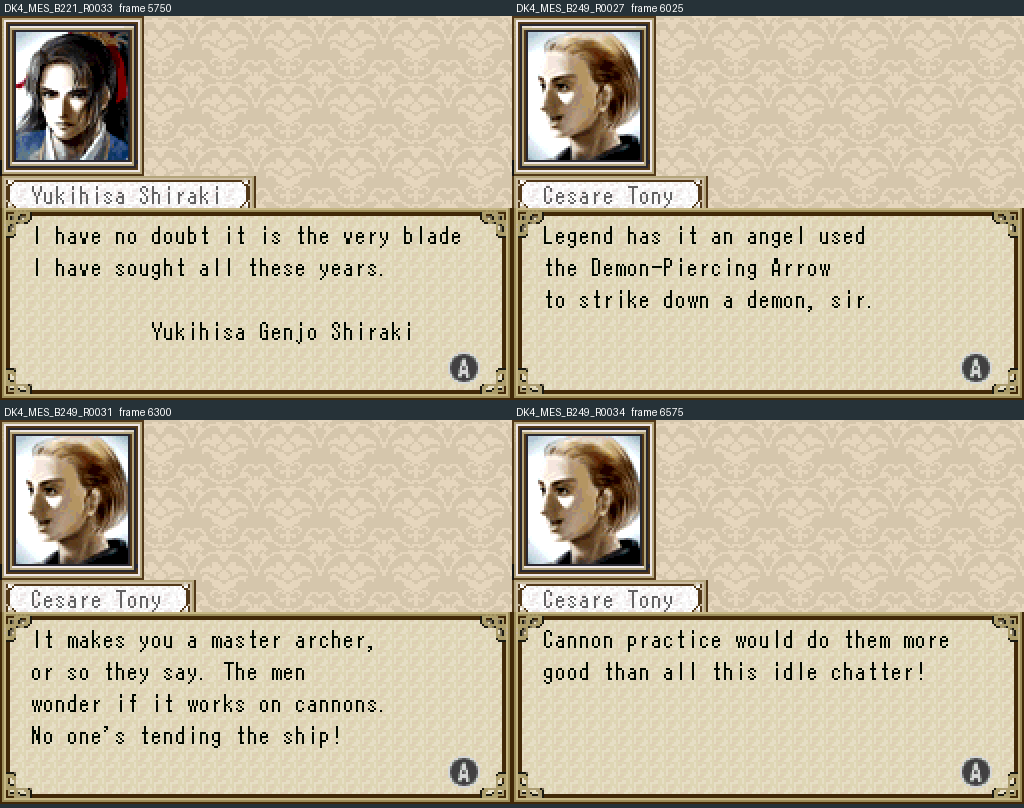 DK4_MES_B221_R0033 frame 5750
Yukihisa Shiraki
I have no doubt it is the very blade
I have sought all these years.
Yukihisa Genjo Shiraki
A
DK4_MES_B249_R0027 frame 6025
Cesare Tony
Legend has it an angel used
the Demon-Piercing Arrow
to strike down a demon, sir.
A
DK4_MES_B249_R0031 frame 6300
Cesare Tony
It makes you a master archer,
or so they say. The men
wonder if it works on cannons.
No one's tending the ship!
A
DK4_MES_B249_R0034 frame 6575
Cesare Tony
Cannon practice would do them more
good than all this idle chatter!
A